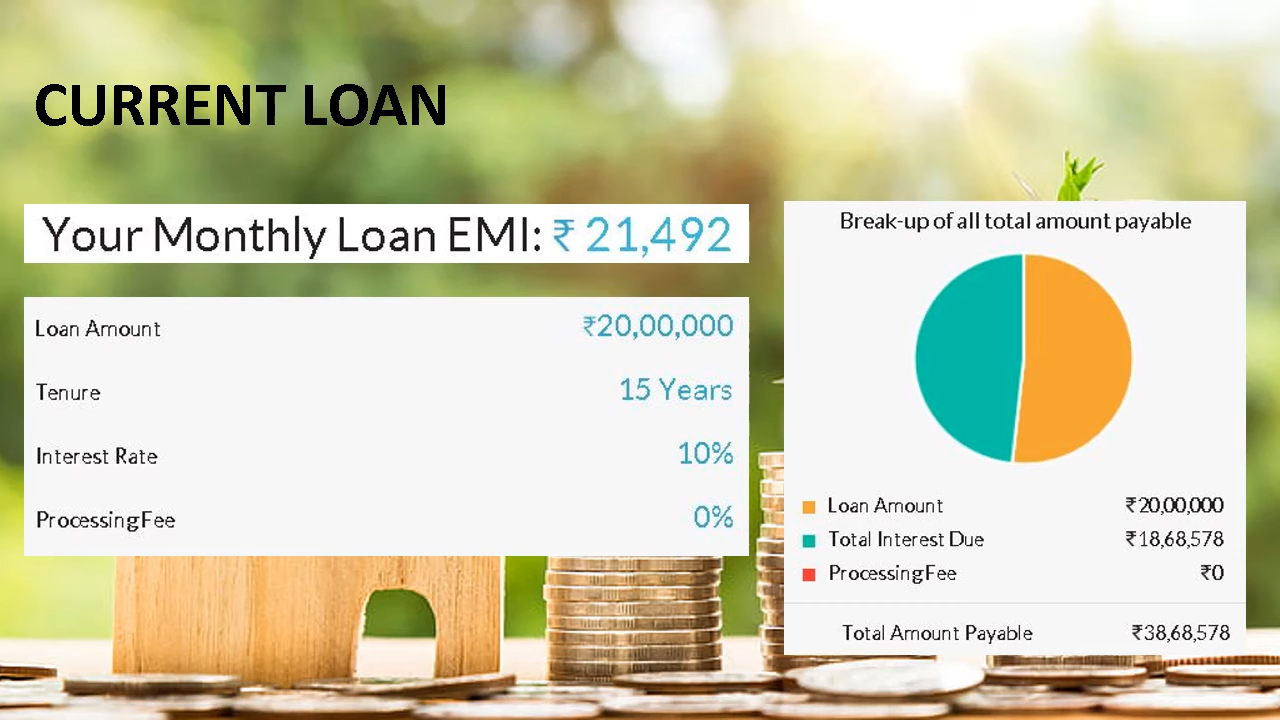 CURRENT LOAN
Your Monthly Loan EMI: ₹ 21,492
Loan Amount ₹20,00,000
Tenure 15 Years
Interest Rate 10%
ProcessingFee 0%
Break-up of all total amount payable
Loan Amount ₹20,00,000
Total Interest Due ₹18,68,578
ProcessingFee ₹0
Total Amount Payable ₹38,68,578